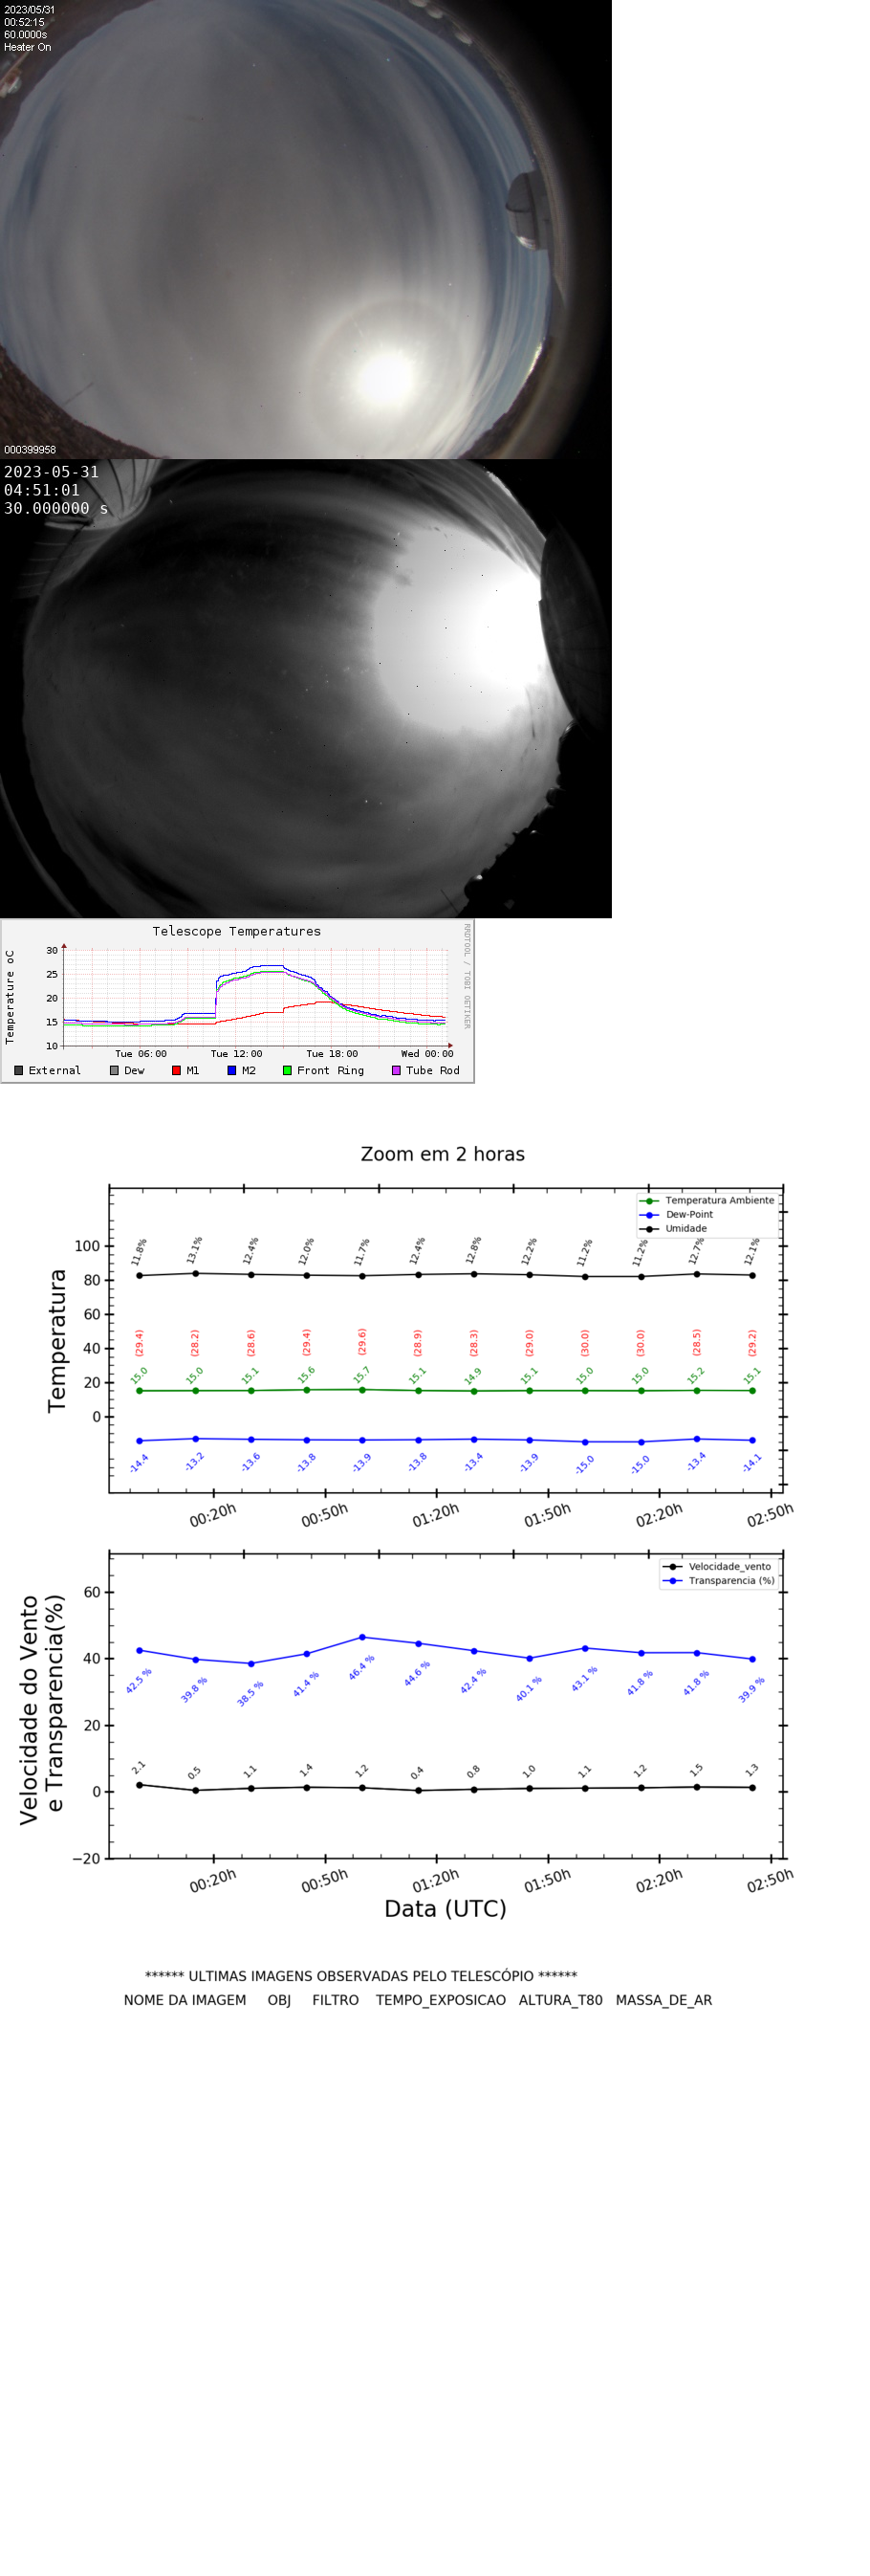 2023/05/31
00:52:15
60.0000s
Heater On
000399958
2023-05-31
04:51:01
30.000000 s
Telescope Temperatures
RRDTOOL / TOBI OETIKER
Temperature oC
30
25
20
15
10
Tue 06:00 Tue 12:00 Tue 18:00 Wed 00:00
External Dew M1 M2 Front Ring Tube Rod
Zoom em 2 horas
Temperatura Ambiente
Dew-Point
Umidade
Temperatura
100
80
60
40
20
0
11.8% 13.1% 12.4% 12.0% 11.7% 12.4% 12.8% 12.2% 11.2% 11.2% 12.7% 12.1%
(29.4) (28.2) (28.6) (29.4) (29.6) (28.9) (28.3) (29.0) (30.0) (30.0) (28.5) (29.2)
15.0 15.0 15.1 15.6 15.7 15.1 14.9 15.1 15.0 15.0 15.2 15.1
-14.4 -13.2 -13.6 -13.8 -13.9 -13.8 -13.4 -13.9 -15.0 -15.0 -13.4 -14.1
00:20h 00:50h 01:20h 01:50h 02:20h 02:50h
Velocidade_vento
Transparencia (%)
Velocidade do Vento
e Transparencia(%)
60
40
20
0
−20
42.5 % 39.8 % 38.5 % 41.4 % 46.4 % 44.6 % 42.4 % 40.1 % 43.1 % 41.8 % 41.8 % 39.9 %
2.1 0.5 1.1 1.4 1.2 0.4 0.8 1.0 1.1 1.2 1.5 1.3
00:20h 00:50h 01:20h 01:50h 02:20h 02:50h
Data (UTC)
****** ULTIMAS IMAGENS OBSERVADAS PELO TELESCÓPIO ******
NOME DA IMAGEM OBJ FILTRO TEMPO_EXPOSICAO ALTURA_T80 MASSA_DE_AR